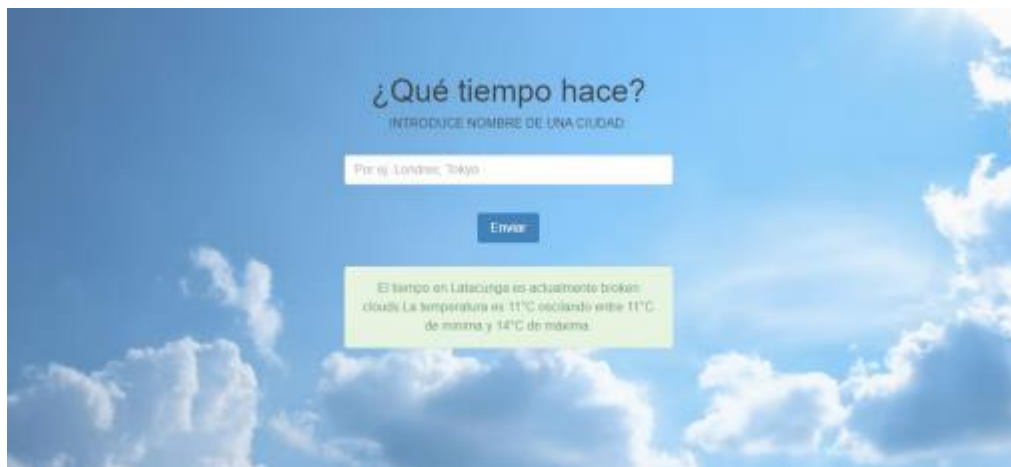 ¿Qué tiempo hace?
INTRODUCE NOMBRE DE UNA CIUDAD
Por ej. Londres, Tokyo
Enviar
El tiempo en Latacunga es actualmente broken
clouds.La temperatura es 11°C oscilando entre 11°C
de minima y 14°C de máxima.